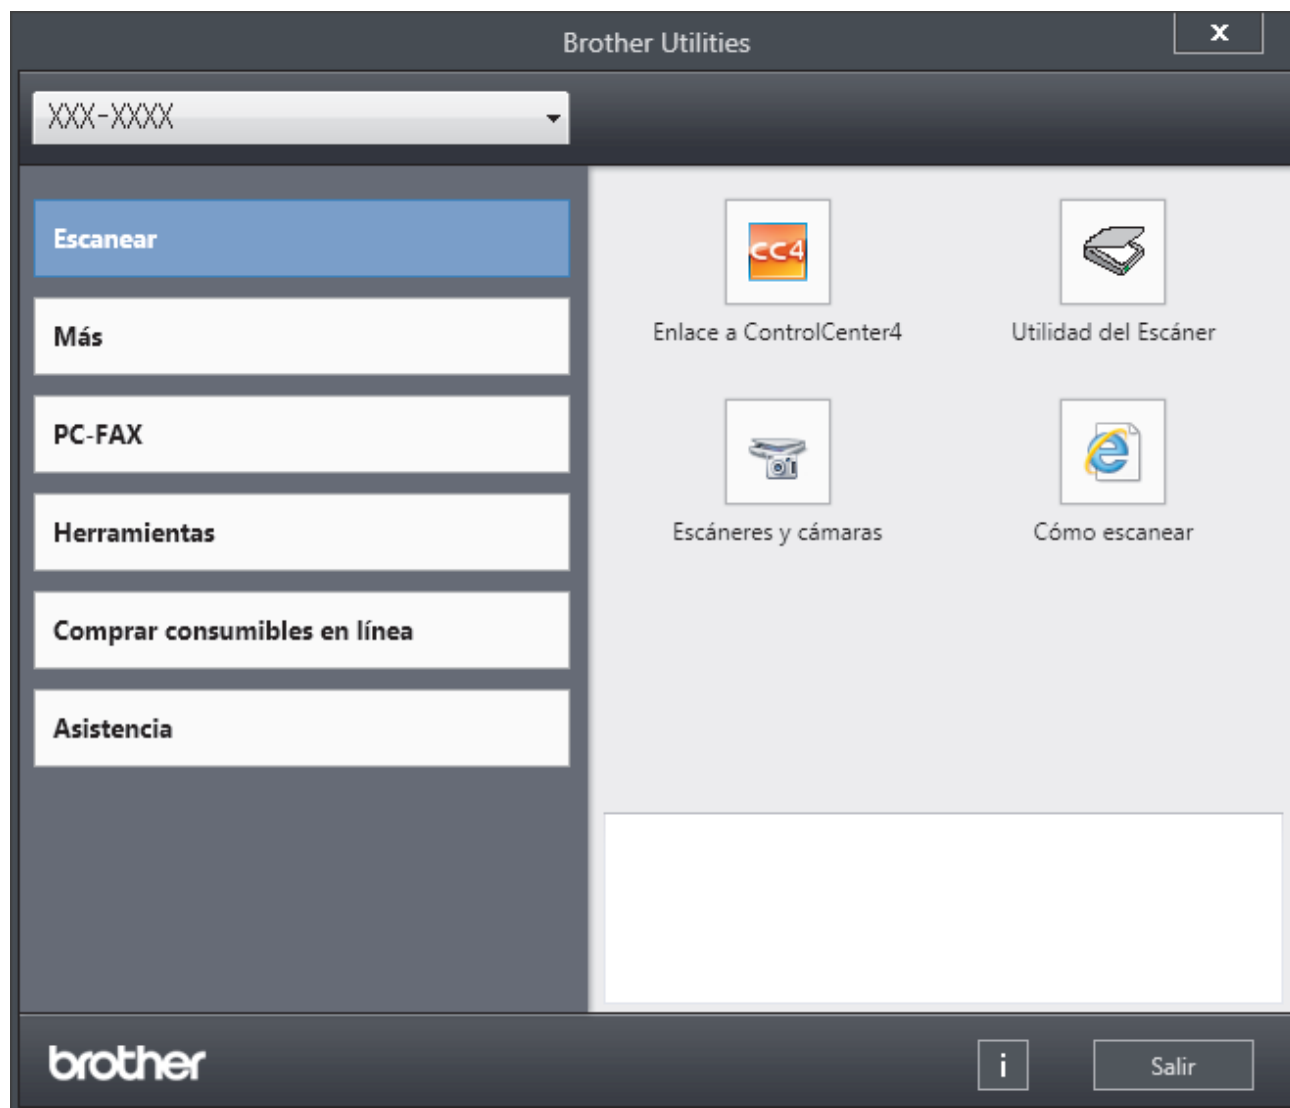 Brother Utilities
x
XXX-XXXX
Escanear
Más
PC-FAX
Herramientas
Comprar consumibles en línea
Asistencia
CC4
Enlace a ControlCenter4
Utilidad del Escáner
Escáneres y cámaras
Cómo escanear
brother
i
Salir